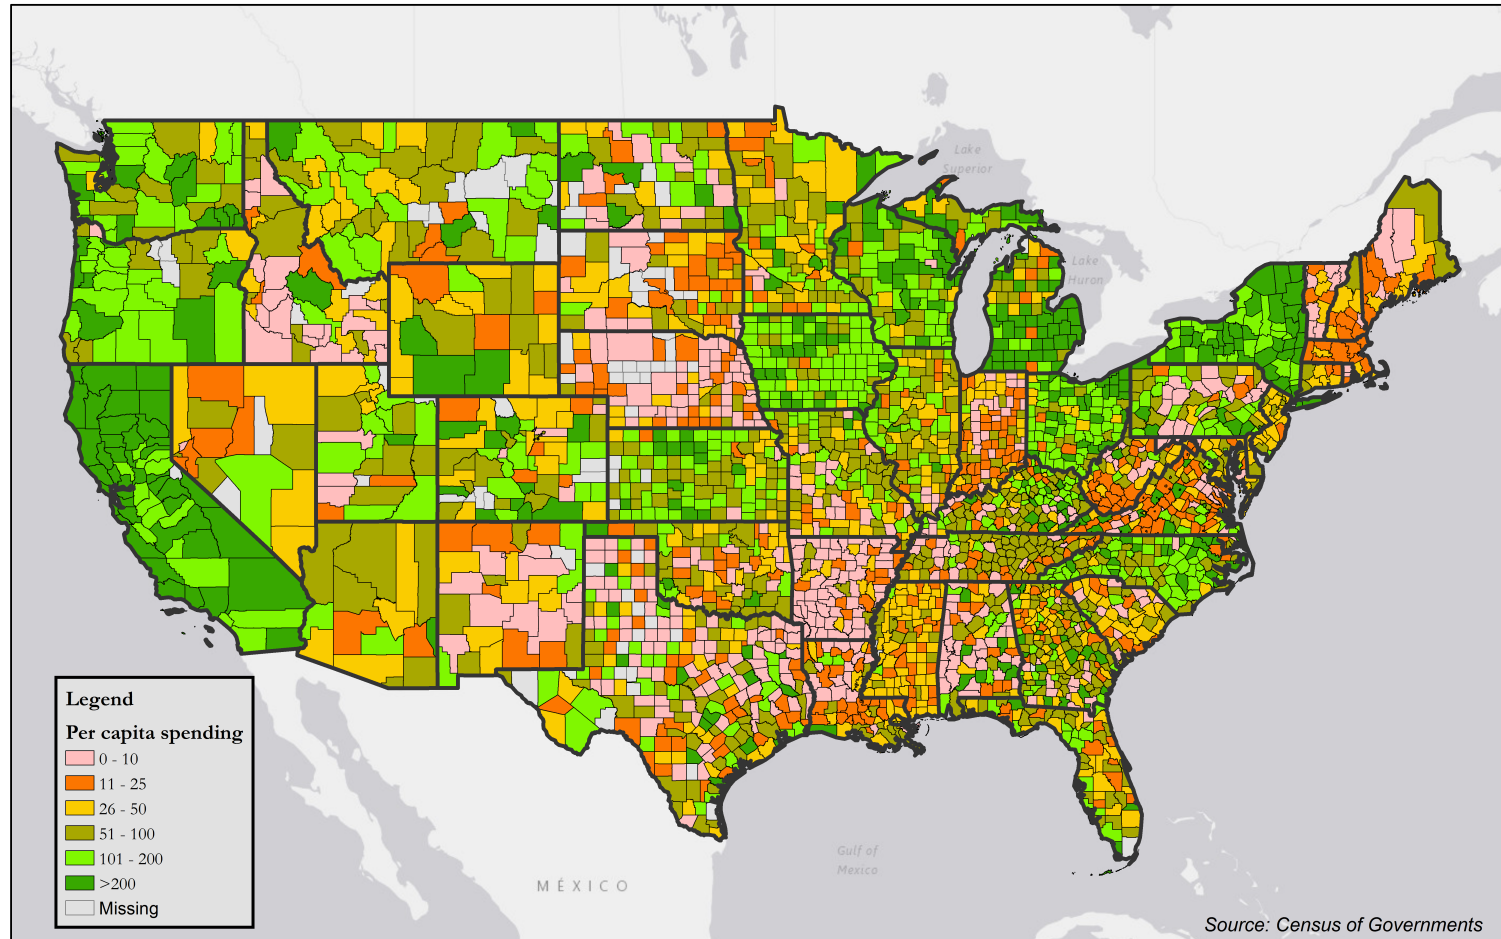 Lake
Superior
Lake
Huron
Legend
Per capita spending
0 - 10
11 - 25
26 - 50
51 - 100
101 - 200
>200
Missing
Gulf of
Mexico
MÉXICO
Source: Census of Governments